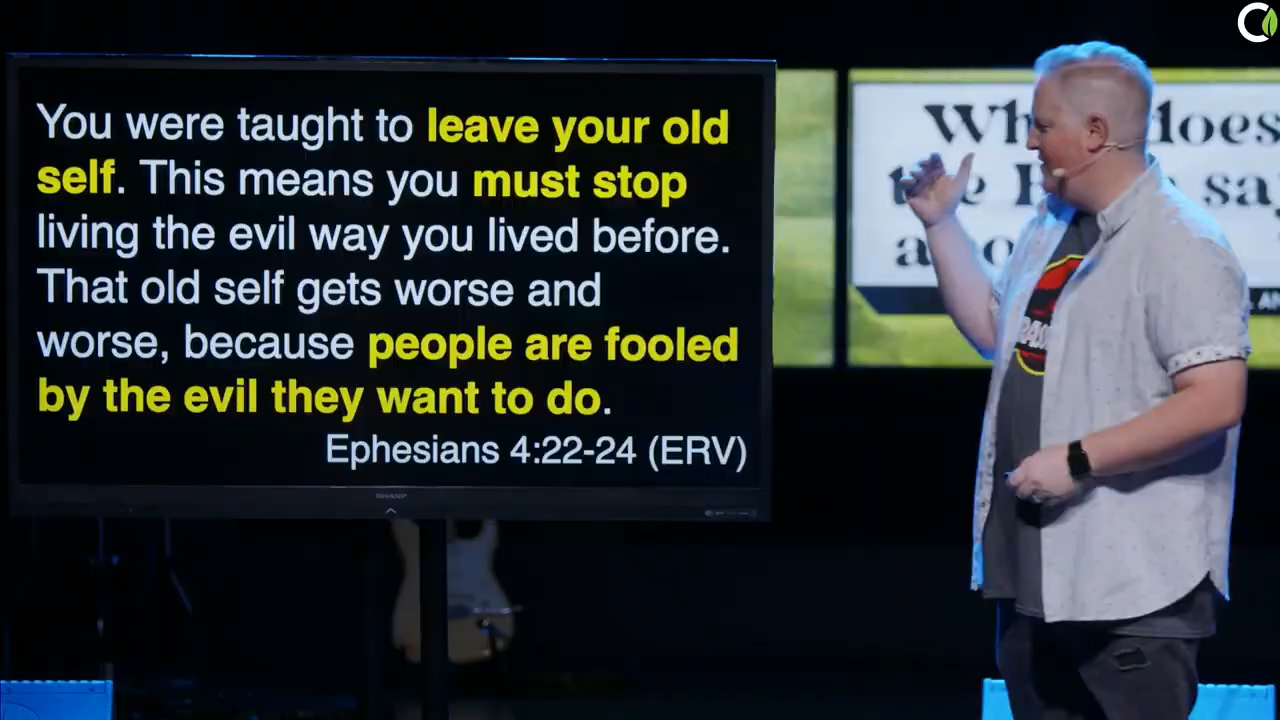 You were taught to leave your old
self. This means you must stop
living the evil way you lived before.
That old self gets worse and
worse, because people are fooled
by the evil they want to do.
Ephesians 4:22-24 (ERV)
SHARP
does